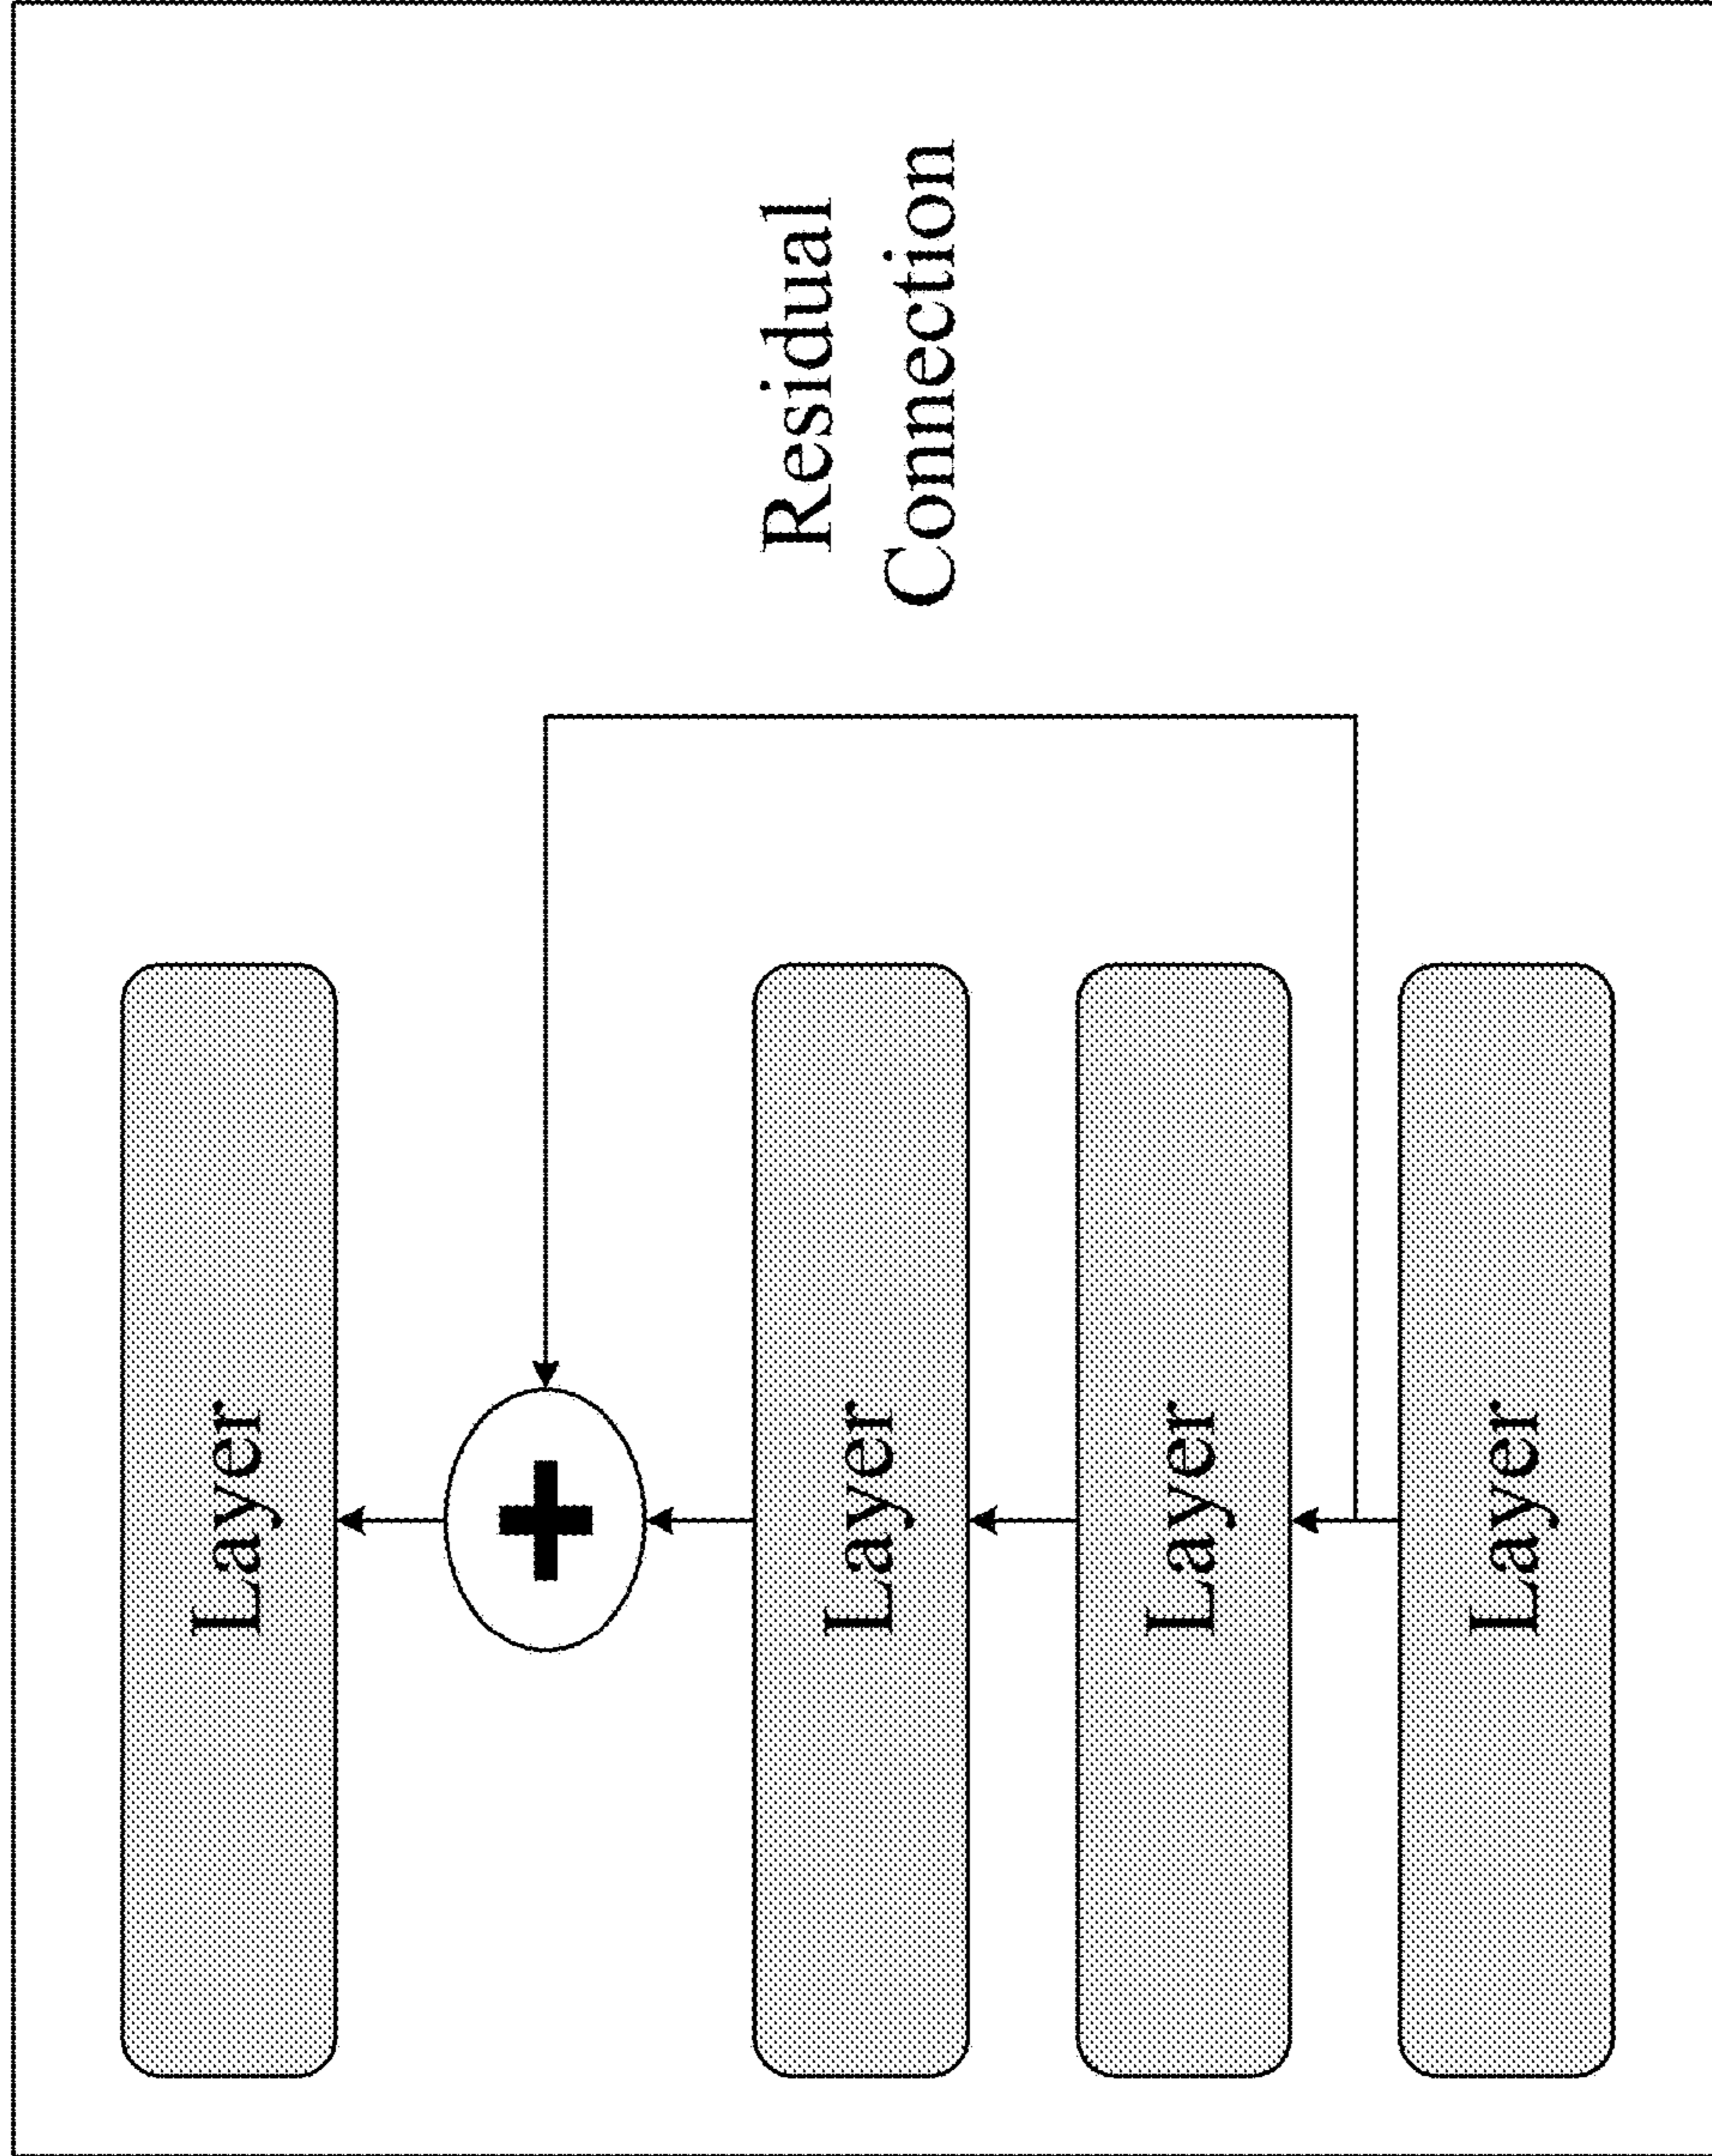 Layer
+
Layer
Layer
Layer
Residual
Connection